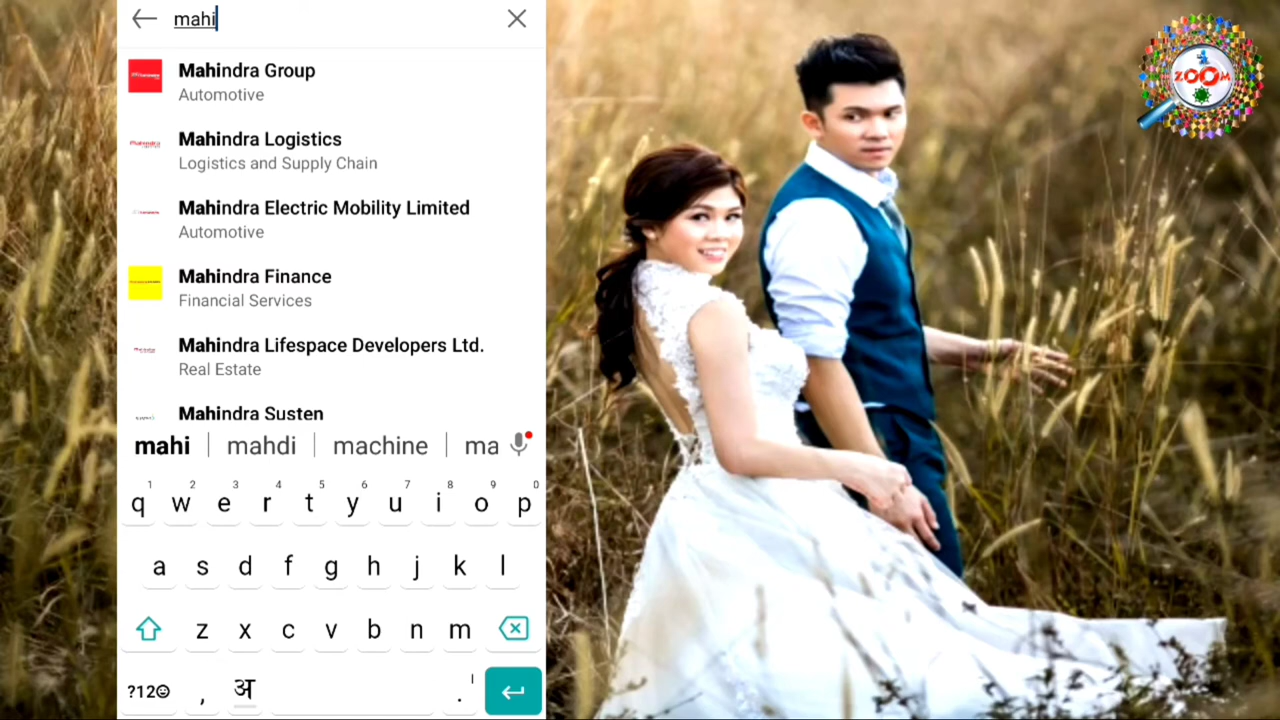 mahi
Mahindra Group
Automotive
Mahindra Logistics
Logistics and Supply Chain
Mahindra Electric Mobility Limited
Automotive
Mahindra Finance
Financial Services
Mahindra Lifespace Developers Ltd.
Real Estate
Mahindra Susten
mahi mahdi machine ma
1 2 3 4 5 6 7 8 9 0
q w e r t y u i o p
a s d f g h j k l
z x c v b n m
?12 , अ .
ZOOM